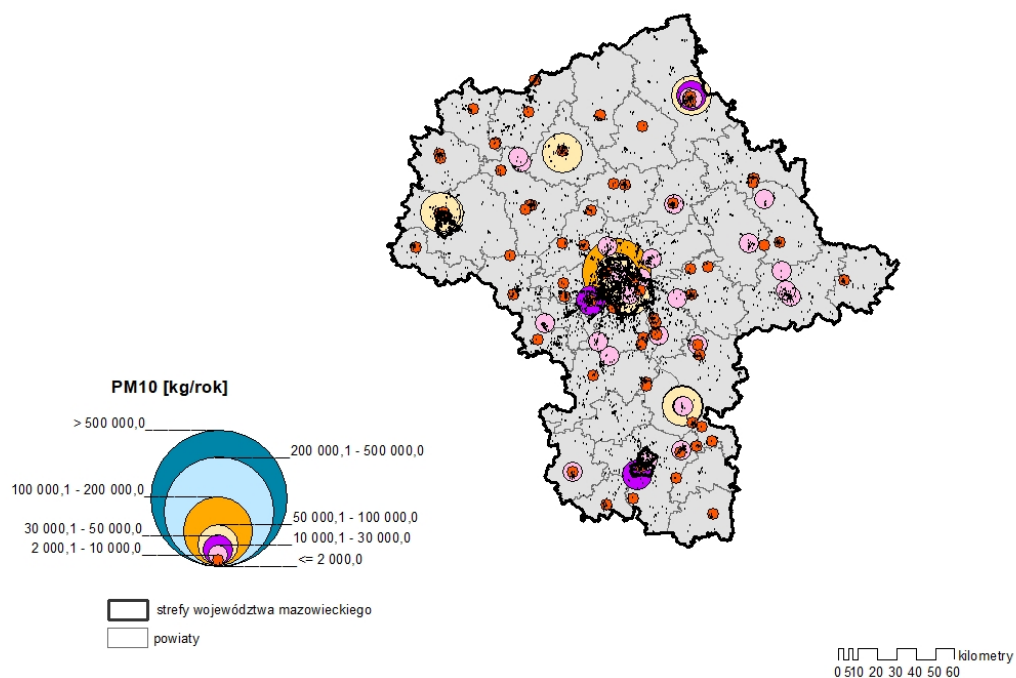 PM10 [kg/rok]
> 500 000,0
200 000,1 - 500 000,0
100 000,1 - 200 000,0
50 000,1 - 100 000,0
30 000,1 - 50 000,0
10 000,1 - 30 000,0
2 000,1 - 10 000,0
<= 2 000,0
strefy województwa mazowieckiego
powiaty
kilometry
0 510 20 30 40 50 60